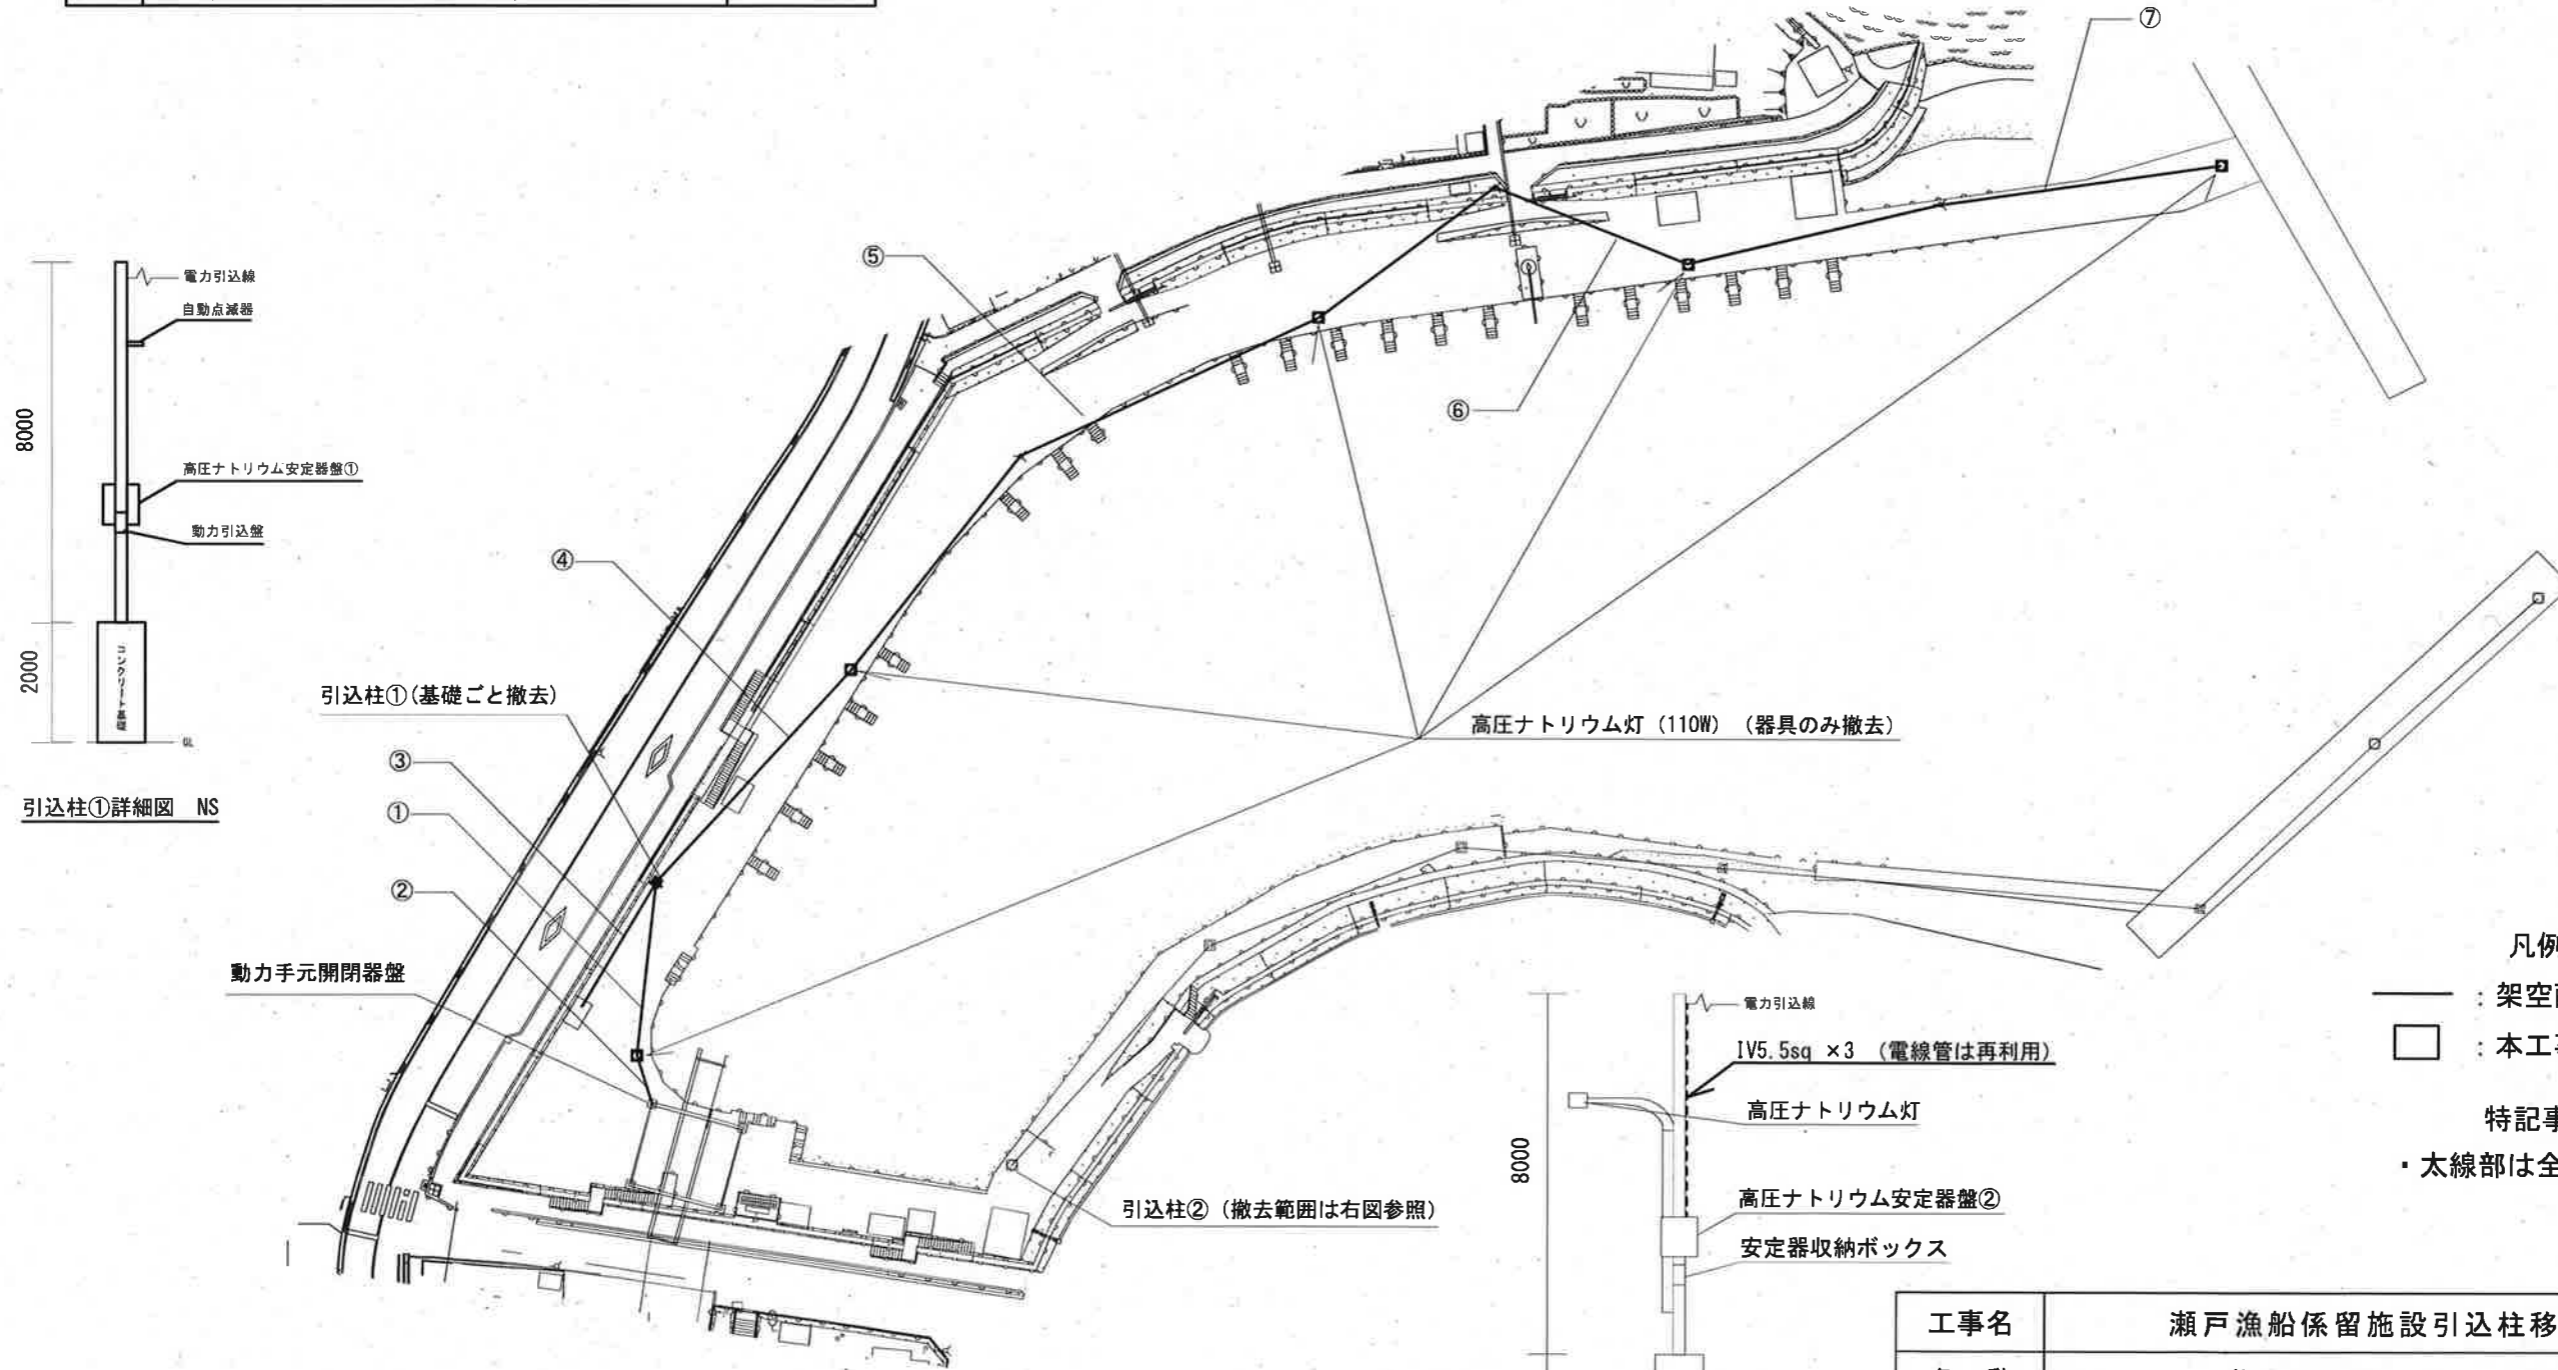 ⑦
⑤
電力引込線
自動点滅器
8000
高圧ナトリウム安定器盤①
動力引込盤
⑥
④
コンクリート基礎
2000
GL
引込柱①(基礎ごと撤去)
高圧ナトリウム灯（110W）（器具のみ撤去）
③
引込柱①詳細図 NS
①
②
動力手元開閉器盤
凡例
電力引込線
：架空
IV5.5sq ×3 （電線管は再利用）
：本工
高圧ナトリウム灯
特記事
8000
・太線部は全
高圧ナトリウム安定器盤②
引込柱②（撤去範囲は右図参照）
安定器収納ボックス
工事名
瀬戸漁船係留施設引込柱移